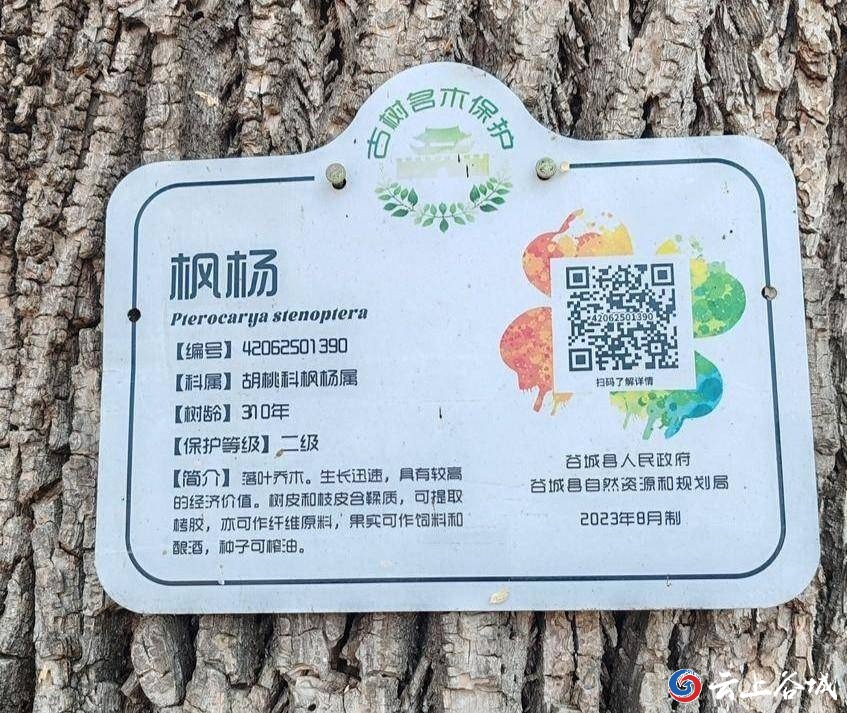 古树名木保护
枫杨
Pterocarya stenoptera
【编号】42062501390
【科属】胡桃科枫杨属
【树龄】310年
【保护等级】二级
【简介】落叶乔木。生长迅速，具有较高
的经济价值。树皮和枝皮含鞣质，可提取
栲胶，亦可作纤维原料，果实可作饲料和
酿酒，种子可榨油。
42062501390
扫码了解详情
谷城县人民政府
谷城县自然资源和规划局
2023年8月制
云上谷城